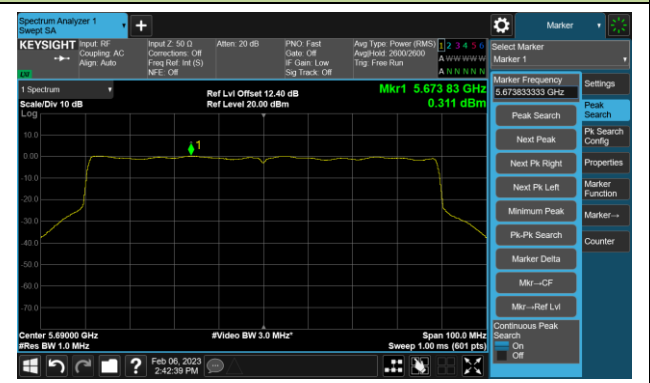 Spectrum Analyzer 1
Swept SA
Marker
KEYSIGHT
Input: RF
Coupling: AC
Align: Auto
Input Z: 50 Ω
Corrections: Off
Freq Ref: Int (S)
NFE: Off
Atten: 20 dB
PNO: Fast
Gate: Off
IF Gain: Low
Sig Track: Off
Avg Type: Power (RMS)
Avg|Hold: 2600/2600
Trig: Free Run
1 2 3 4 5 6
A W W W W W
A N N N N N
LW
Select Marker
Marker 1
1 Spectrum
Scale/Div 10 dB
Log
Ref Lvl Offset 12.40 dB
Ref Level 20.00 dBm
Mkr1 5.673 83 GHz
0.311 dBm
10.0
0.00
-10.0
-20.0
-30.0
-40.0
-50.0
-60.0
-70.0
1
Center 5.69000 GHz
#Res BW 1.0 MHz
#Video BW 3.0 MHz*
Span 100.0 MHz
Sweep 1.00 ms (601 pts)
Marker Frequency
5.673833333 GHz
Peak Search
Next Peak
Next Pk Right
Next Pk Left
Minimum Peak
Pk-Pk Search
Marker Delta
Mkr→CF
Mkr→Ref Lvl
Continuous Peak
Search
On
Off
Settings
Peak
Search
Pk Search
Config
Properties
Marker
Function
Marker→
Counter
?
Feb 06, 2023
2:42:39 PM